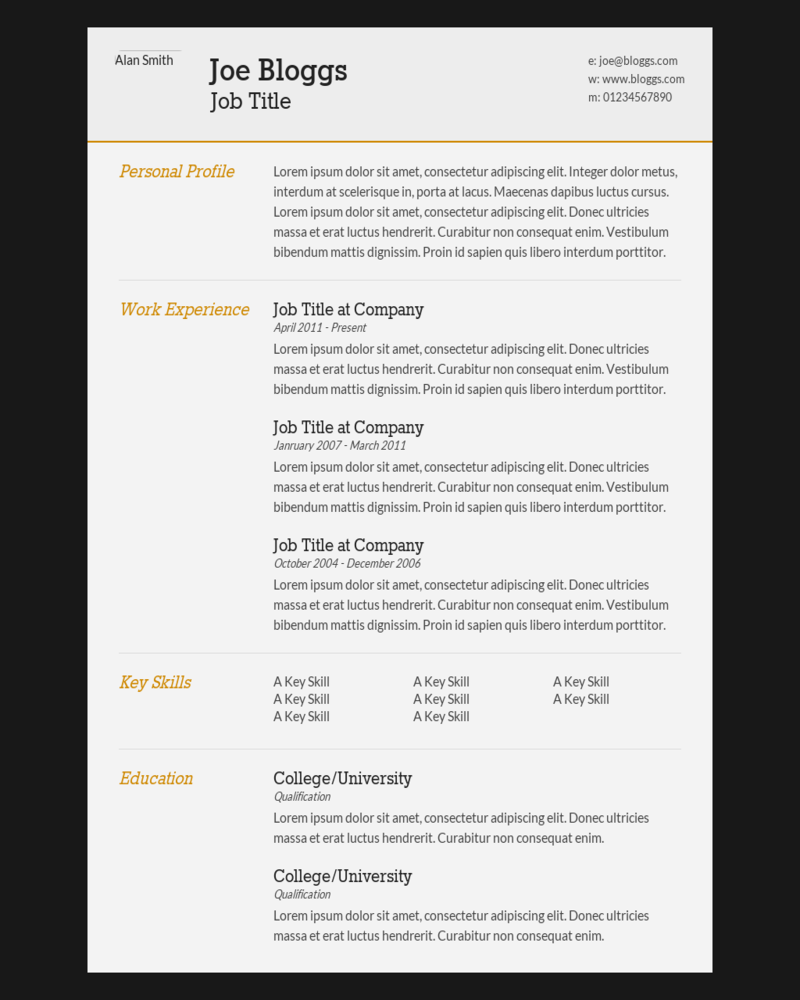 Alan Smith
Joe Bloggs
Job Title
e: joe@bloggs.com
w: www.bloggs.com
m: 01234567890
Personal Profile
Lorem ipsum dolor sit amet, consectetur adipiscing elit. Integer dolor metus,
interdum at scelerisque in, porta at lacus. Maecenas dapibus luctus cursus.
Lorem ipsum dolor sit amet, consectetur adipiscing elit. Donec ultricies
massa et erat luctus hendrerit. Curabitur non consequat enim. Vestibulum
bibendum mattis dignissim. Proin id sapien quis libero interdum porttitor.
Work Experience
Job Title at Company
April 2011 - Present
Lorem ipsum dolor sit amet, consectetur adipiscing elit. Donec ultricies
massa et erat luctus hendrerit. Curabitur non consequat enim. Vestibulum
bibendum mattis dignissim. Proin id sapien quis libero interdum porttitor.
Job Title at Company
Janruary 2007 - March 2011
Lorem ipsum dolor sit amet, consectetur adipiscing elit. Donec ultricies
massa et erat luctus hendrerit. Curabitur non consequat enim. Vestibulum
bibendum mattis dignissim. Proin id sapien quis libero interdum porttitor.
Job Title at Company
October 2004 - December 2006
Lorem ipsum dolor sit amet, consectetur adipiscing elit. Donec ultricies
massa et erat luctus hendrerit. Curabitur non consequat enim. Vestibulum
bibendum mattis dignissim. Proin id sapien quis libero interdum porttitor.
Key Skills
A Key Skill A Key Skill A Key Skill
A Key Skill A Key Skill A Key Skill
A Key Skill A Key Skill
Education
College/University
Qualification
Lorem ipsum dolor sit amet, consectetur adipiscing elit. Donec ultricies
massa et erat luctus hendrerit. Curabitur non consequat enim.
College/University
Qualification
Lorem ipsum dolor sit amet, consectetur adipiscing elit. Donec ultricies
massa et erat luctus hendrerit. Curabitur non consequat enim.